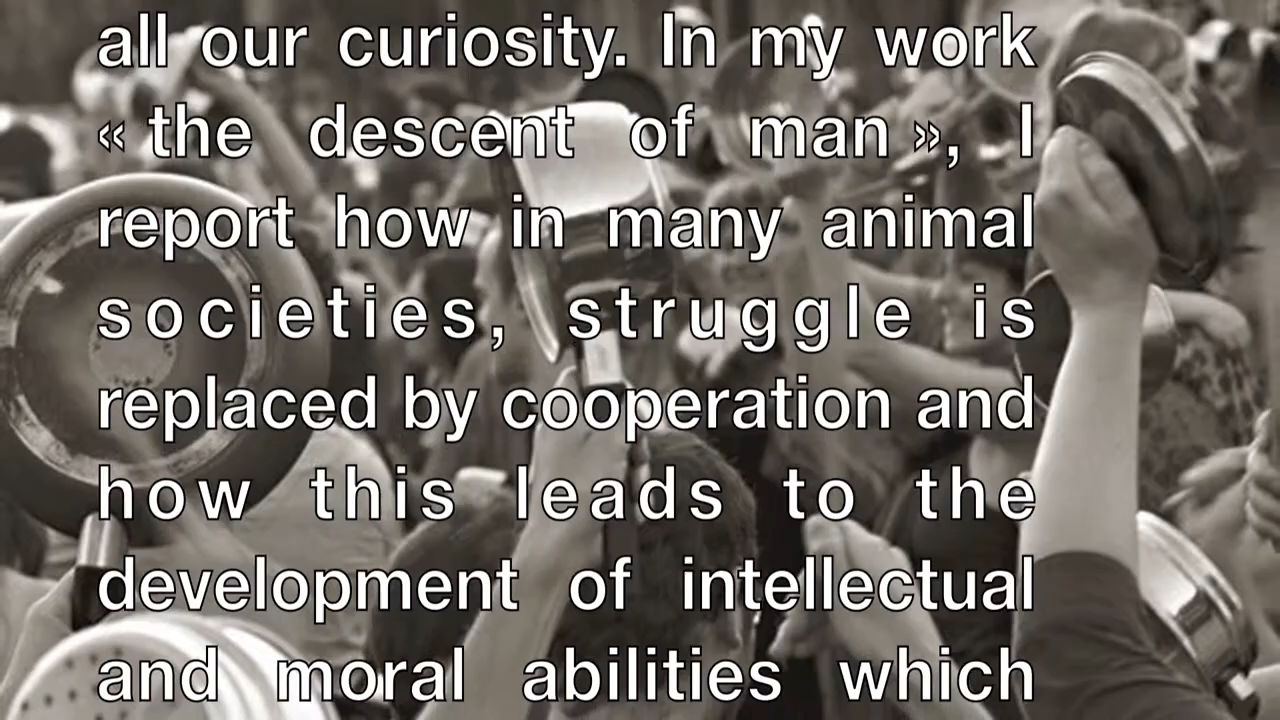 all our curiosity. In my work
« the descent of man », I
report how in many animal
societies, struggle is
replaced by cooperation and
how this leads to the
development of intellectual
and moral abilities which